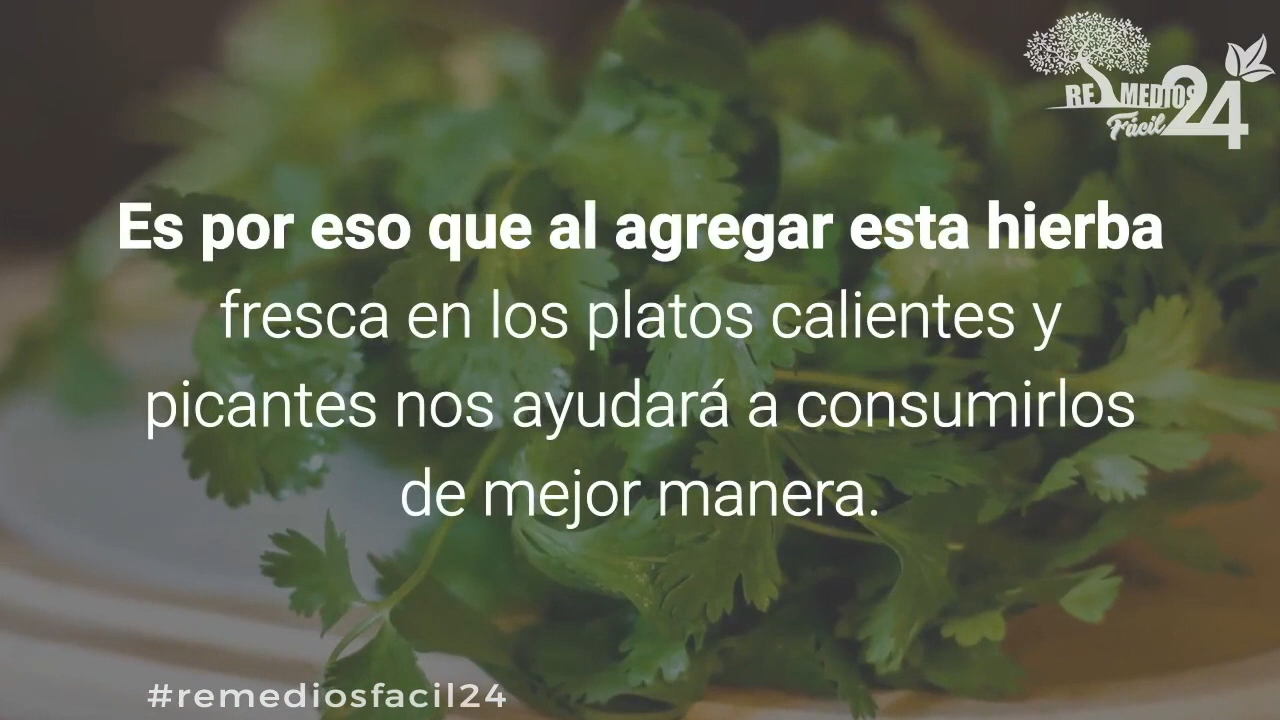 REMEDIOS
Fácil 24
Es por eso que al agregar esta hierba
fresca en los platos calientes y
picantes nos ayudará a consumirlos
de mejor manera.
#remediosfacil24